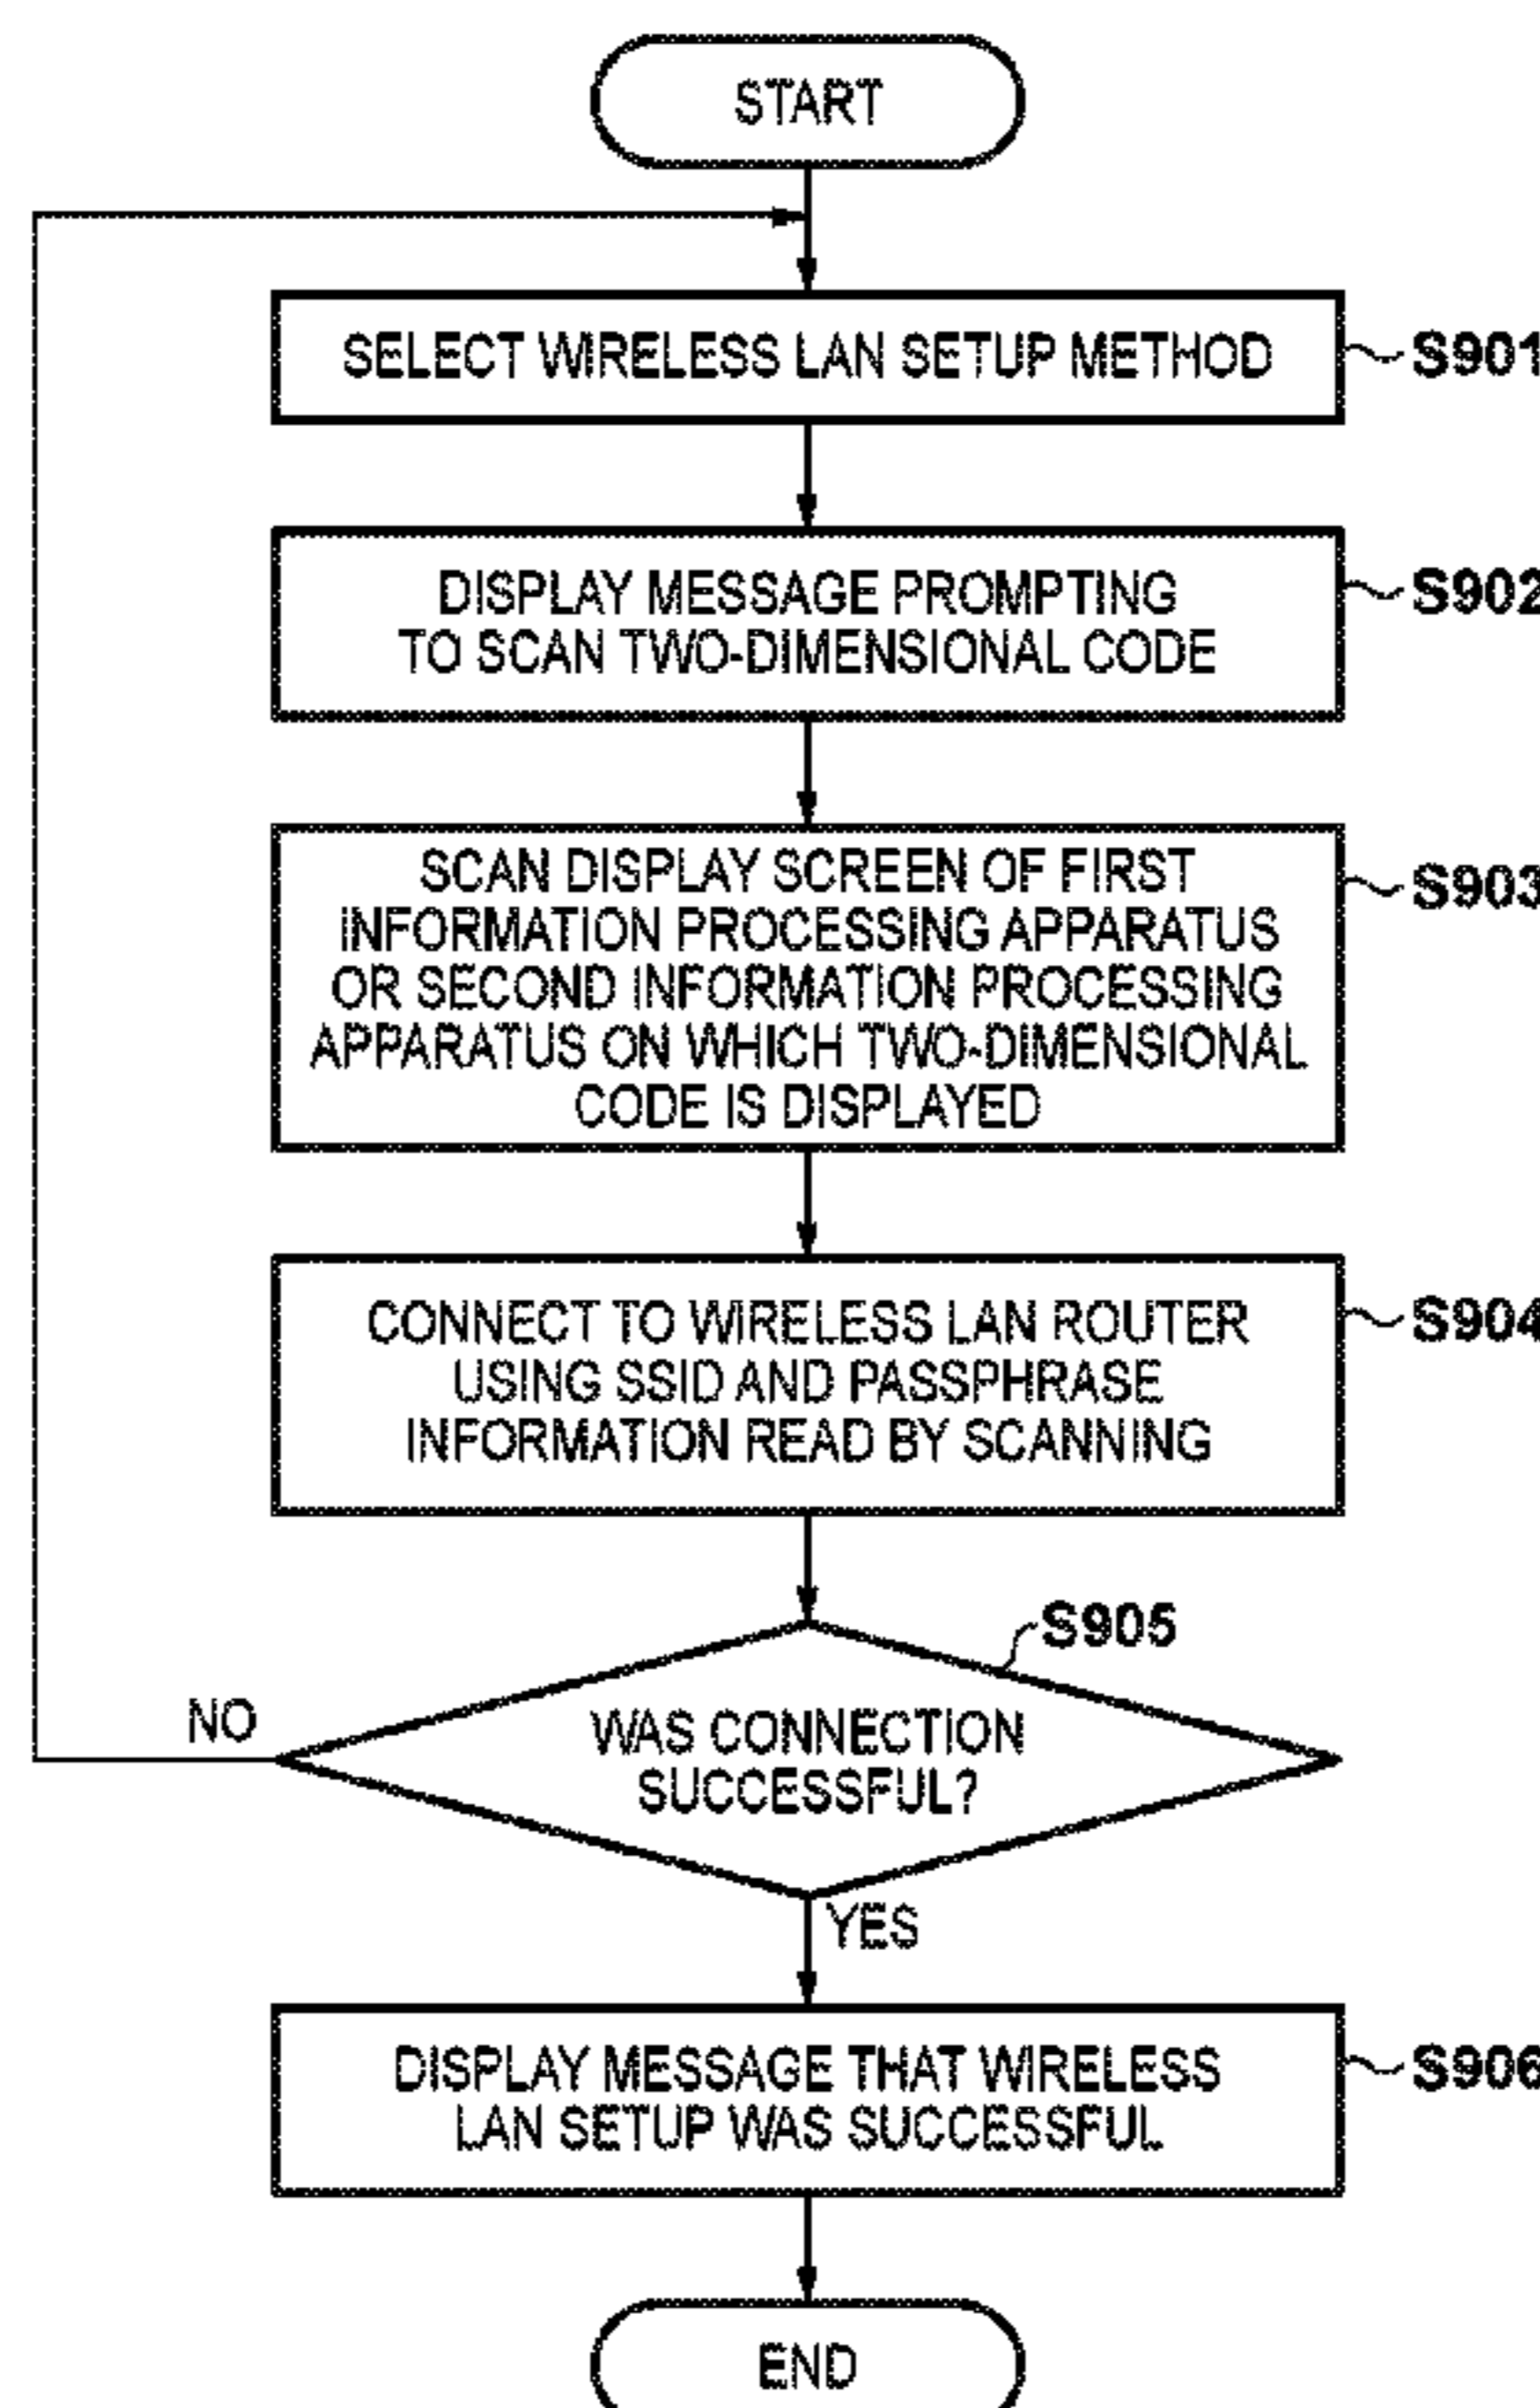 START
SELECT WIRELESS LAN SETUP METHOD
S901
DISPLAY MESSAGE PROMPTING
TO SCAN TWO-DIMENSIONAL CODE
S902
SCAN DISPLAY SCREEN OF FIRST
INFORMATION PROCESSING APPARATUS
OR SECOND INFORMATION PROCESSING
APPARATUS ON WHICH TWO-DIMENSIONAL
CODE IS DISPLAYED
S903
CONNECT TO WIRELESS LAN ROUTER
USING SSID AND PASSPHRASE
INFORMATION READ BY SCANNING
S904
S905
WAS CONNECTION
SUCCESSFUL?
NO
YES
DISPLAY MESSAGE THAT WIRELESS
LAN SETUP WAS SUCCESSFUL
S906
END